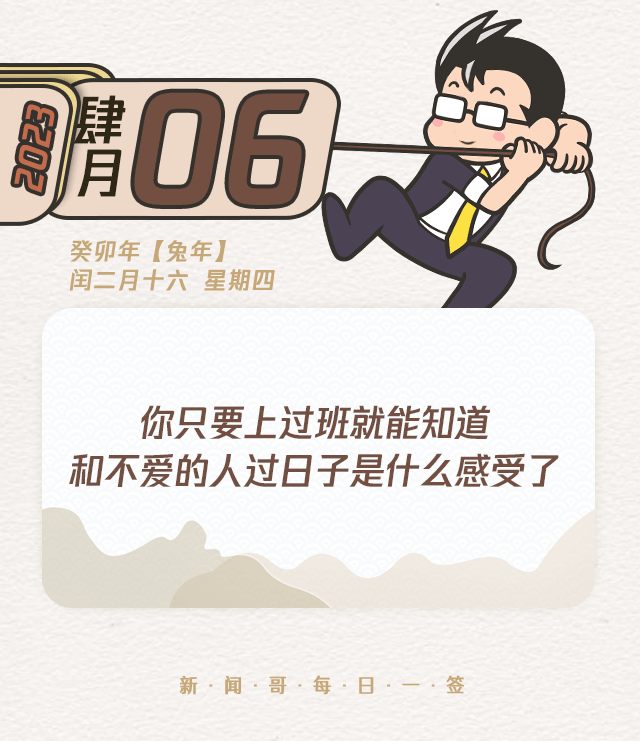 2023
肆月
06
癸卯年【兔年】
闰二月十六 星期四
你只要上过班就能知道
和不爱的人过日子是什么感受了
新·闻·哥·每·日·一·签